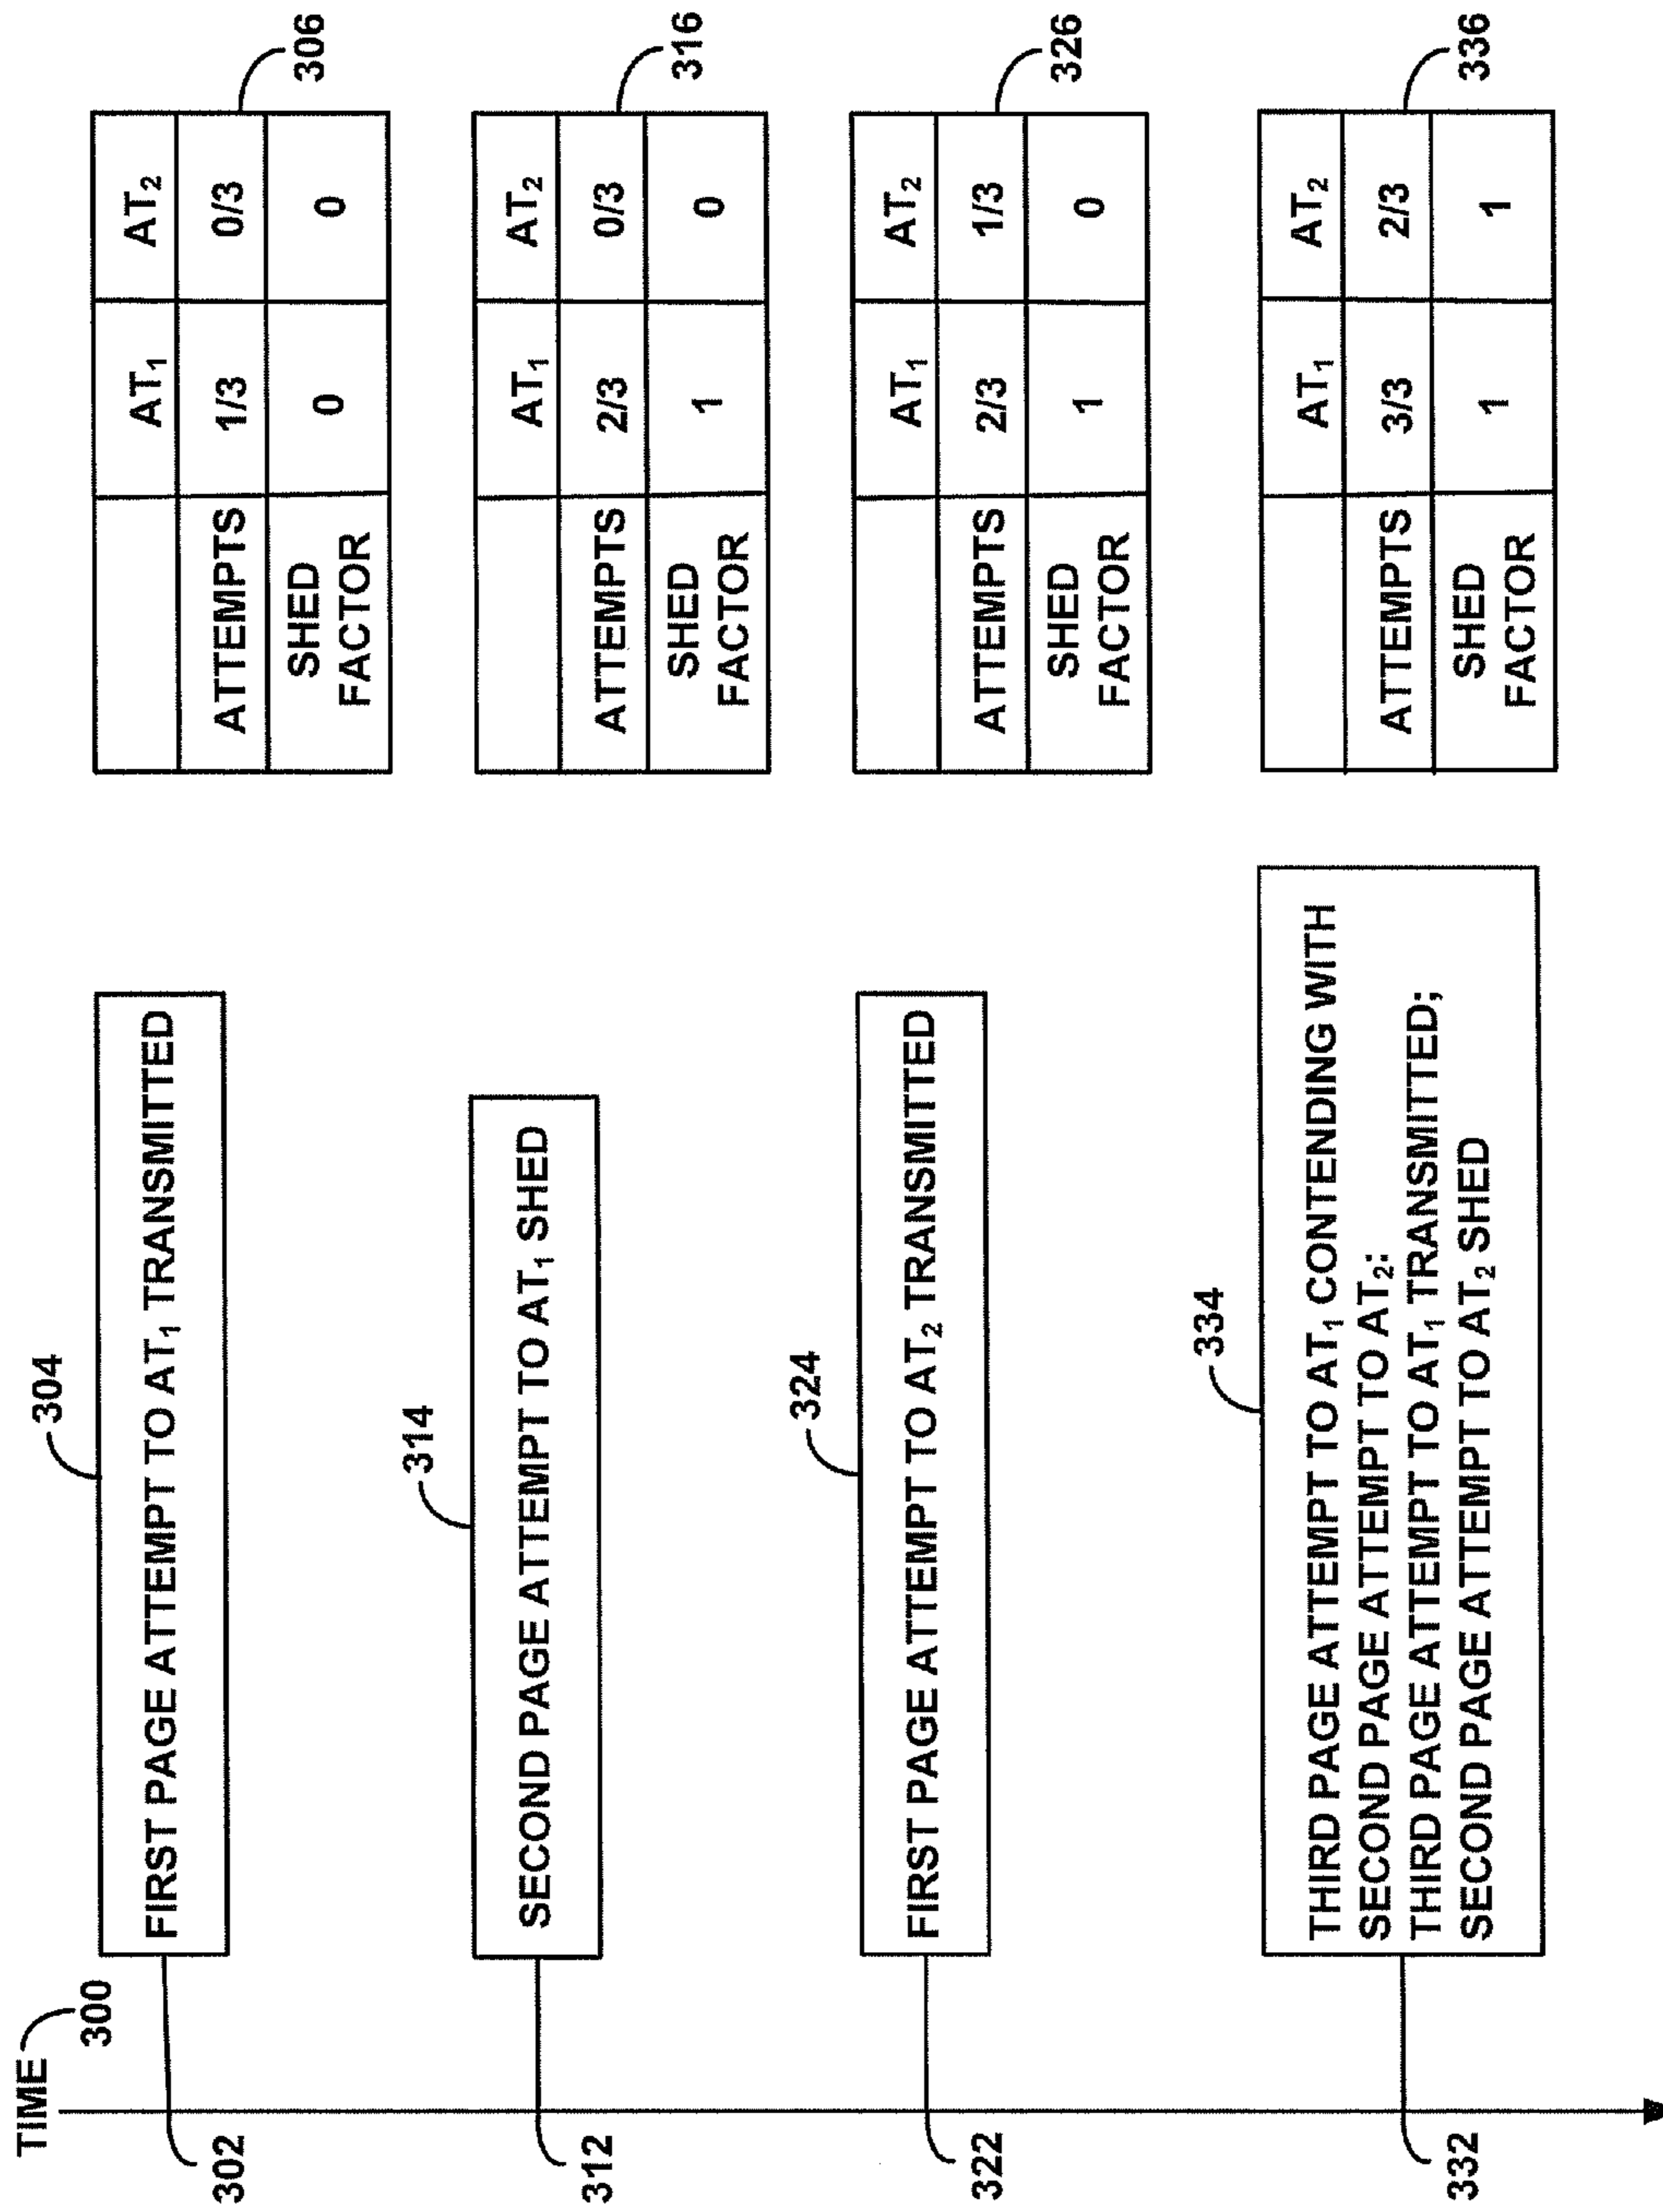 TIME
300
302
304
FIRST PAGE ATTEMPT TO AT₁ TRANSMITTED
AT₁ AT₂
ATTEMPTS 1/3 0/3
SHED
FACTOR
0 0
306
312
314
SECOND PAGE ATTEMPT TO AT₁ SHED
AT₁ AT₂
ATTEMPTS 2/3 0/3
SHED
FACTOR
1 0
316
322
324
FIRST PAGE ATTEMPT TO AT₂ TRANSMITTED
AT₁ AT₂
ATTEMPTS 2/3 1/3
SHED
FACTOR
1 0
326
332
334
THIRD PAGE ATTEMPT TO AT₁ CONTENDING WITH
SECOND PAGE ATTEMPT TO AT₂:
THIRD PAGE ATTEMPT TO AT₁ TRANSMITTED;
SECOND PAGE ATTEMPT TO AT₂ SHED
AT₁ AT₂
ATTEMPTS 3/3 2/3
SHED
FACTOR
1 1
336